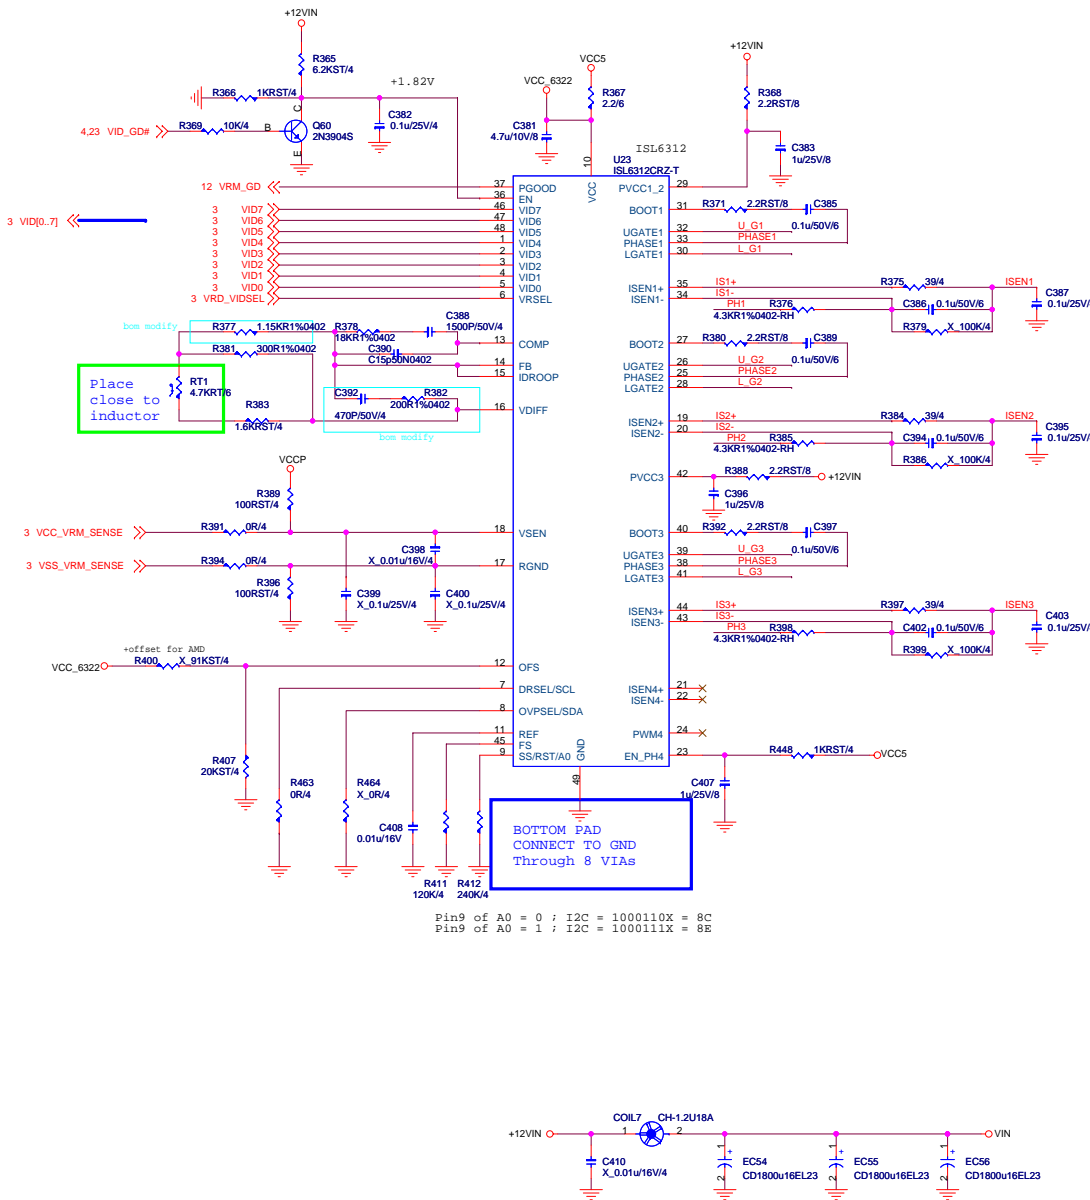 +12VIN
R365
6.2KST/4
R366
1KRST/4
+1.82V
C382
0.1u/25V/4
4,23 VID_GD#
R369
10K/4
B
C
E
Q60
2N3904S
VCC5
VCC_6322
R367
2.2/6
C381
4.7u/10V/8
+12VIN
R368
2.2RST/8
C383
1u/25V/8
ISL6312
U23
ISL6312CRZ-T
10
VCC
12 VRM_GD
37
PGOOD
36
EN
3 VID[0..7]
3 VID7
46
VID7
3 VID6
47
VID6
3 VID5
48
VID5
3 VID4
1
VID4
3 VID3
2
VID3
3 VID2
3
VID2
3 VID1
4
VID1
3 VID0
5
VID0
3 VRD_VIDSEL
6
VRSEL
PVCC1_2
29
BOOT1
31
R371
2.2RST/8
C385
0.1u/50V/6
UGATE1
32
U_G1
PHASE1
33
PHASE1
LGATE1
30
L_G1
ISEN1+
35
IS1+
ISEN1-
34
IS1-
R375
39/4
ISEN1
C387
0.1u/25V/
PH1
R376
4.3KR1%0402-RH
C386
0.1u/50V/6
R379
X_100K/4
bom modify
R377
1.15KR1%0402
R378
18KR1%0402
C388
1500P/50V/4
R381
300R1%0402
C390
C15p50N0402
13
COMP
14
FB
15
IDROOP
16
VDIFF
Place
close to
inductor
RT1
4.7KRT/6
R383
1.6KRST/4
C392
470P/50V/4
R382
200R1%0402
bom modify
BOOT2
27
R380
2.2RST/8
C389
0.1u/50V/6
UGATE2
26
U_G2
PHASE2
25
PHASE2
LGATE2
28
L_G2
ISEN2+
19
IS2+
ISEN2-
20
IS2-
R384
39/4
ISEN2
C395
0.1u/25V/
PH2
R385
4.3KR1%0402-RH
C394
0.1u/50V/6
R386
X_100K/4
PVCC3
42
R388
2.2RST/8
+12VIN
C396
1u/25V/8
VCCP
R389
100RST/4
3 VCC_VRM_SENSE
R391
0R/4
18
VSEN
3 VSS_VRM_SENSE
R394
0R/4
17
RGND
C398
X_0.01u/16V/4
R396
100RST/4
C399
X_0.1u/25V/4
C400
X_0.1u/25V/4
BOOT3
40
R392
2.2RST/8
C397
0.1u/50V/6
UGATE3
39
U_G3
PHASE3
38
PHASE3
LGATE3
41
L_G3
ISEN3+
44
IS3+
ISEN3-
43
IS3-
R397
39/4
ISEN3
C403
0.1u/25V/
PH3
R398
4.3KR1%0402-RH
C402
0.1u/50V/6
R399
X_100K/4
+offset for AMD
VCC_6322
R400
X_91KST/4
12
OFS
7
DRSEL/SCL
8
OVPSEL/SDA
11
REF
45
FS
9
SS/RST/A0
GND
49
ISEN4+
21
ISEN4-
22
PWM4
24
EN_PH4
23
R448
1KRST/4
VCC5
C407
1u/25V/8
R407
20KST/4
R463
0R/4
R464
X_0R/4
C408
0.01u/16V
R411
120K/4
R412
240K/4
BOTTOM PAD
CONNECT TO GND
Through 8 VIAs
Pin9 of A0 = 0 ; I2C = 1000110X = 8C
Pin9 of A0 = 1 ; I2C = 1000111X = 8E
+12VIN
COIL7
CH-1.2U18A
1
2
VIN
C410
X_0.01u/16V/4
1
+
2
EC54
CD1800u16EL23
1
+
2
EC55
CD1800u16EL23
1
+
2
EC56
CD1800u16EL23